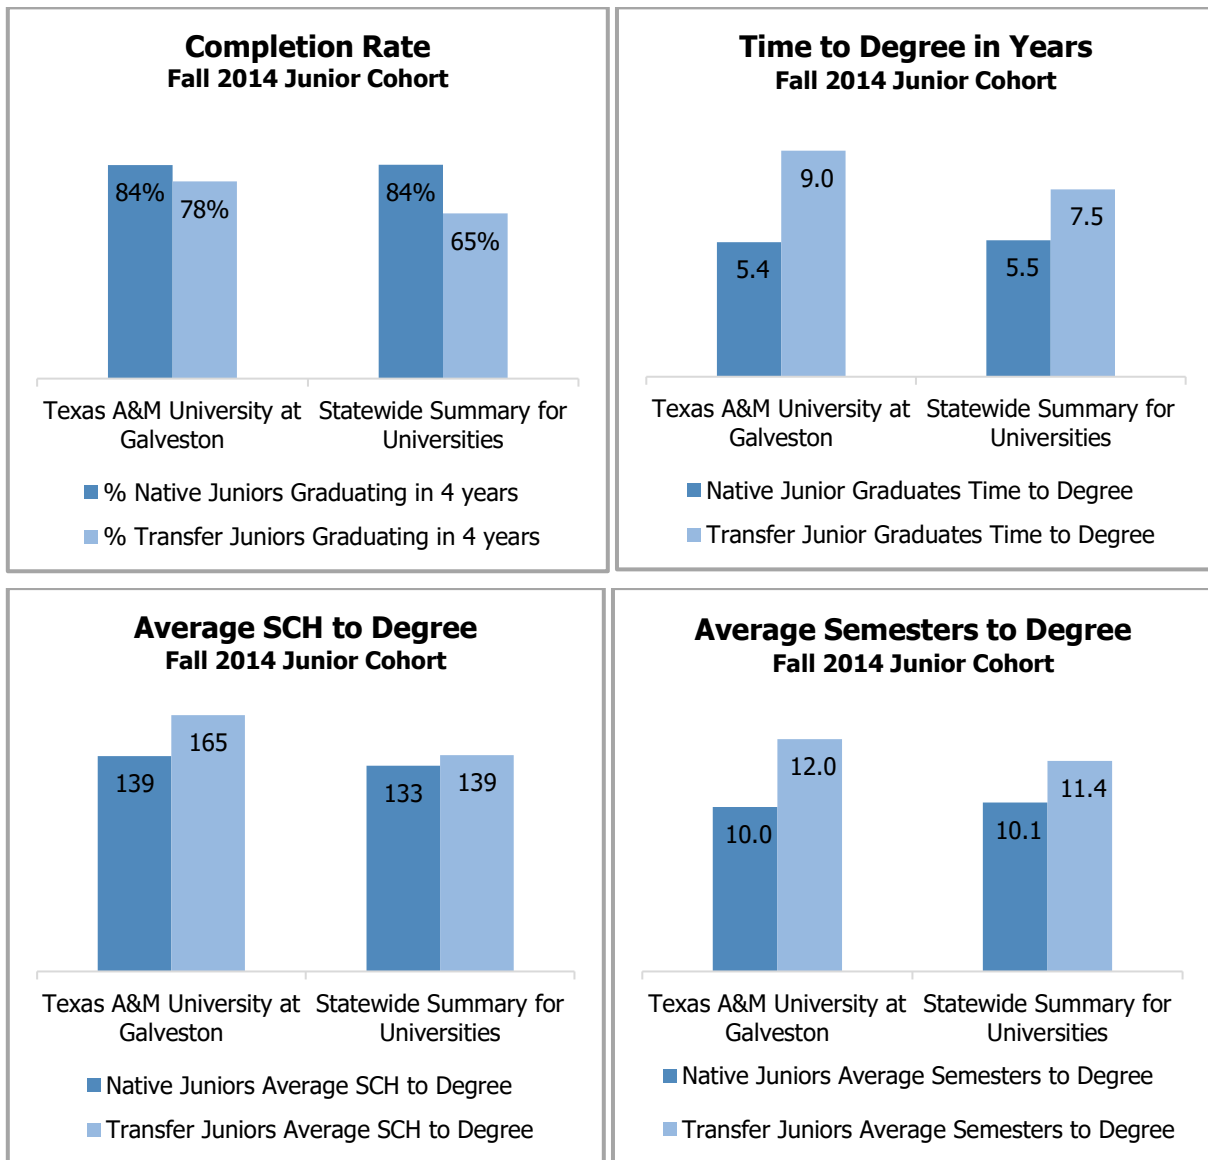 Completion Rate
Fall 2014 Junior Cohort
84%
78%
84%
65%
Texas A&M University at
Galveston
Statewide Summary for
Universities
% Native Juniors Graduating in 4 years
% Transfer Juniors Graduating in 4 years
Time to Degree in Years
Fall 2014 Junior Cohort
5.4
9.0
5.5
7.5
Texas A&M University at
Galveston
Statewide Summary for
Universities
Native Junior Graduates Time to Degree
Transfer Junior Graduates Time to Degree
Average SCH to Degree
Fall 2014 Junior Cohort
139
165
133
139
Texas A&M University at
Galveston
Statewide Summary for
Universities
Native Juniors Average SCH to Degree
Transfer Juniors Average SCH to Degree
Average Semesters to Degree
Fall 2014 Junior Cohort
10.0
12.0
10.1
11.4
Texas A&M University at
Galveston
Statewide Summary for
Universities
Native Juniors Average Semesters to Degree
Transfer Juniors Average Semesters to Degree